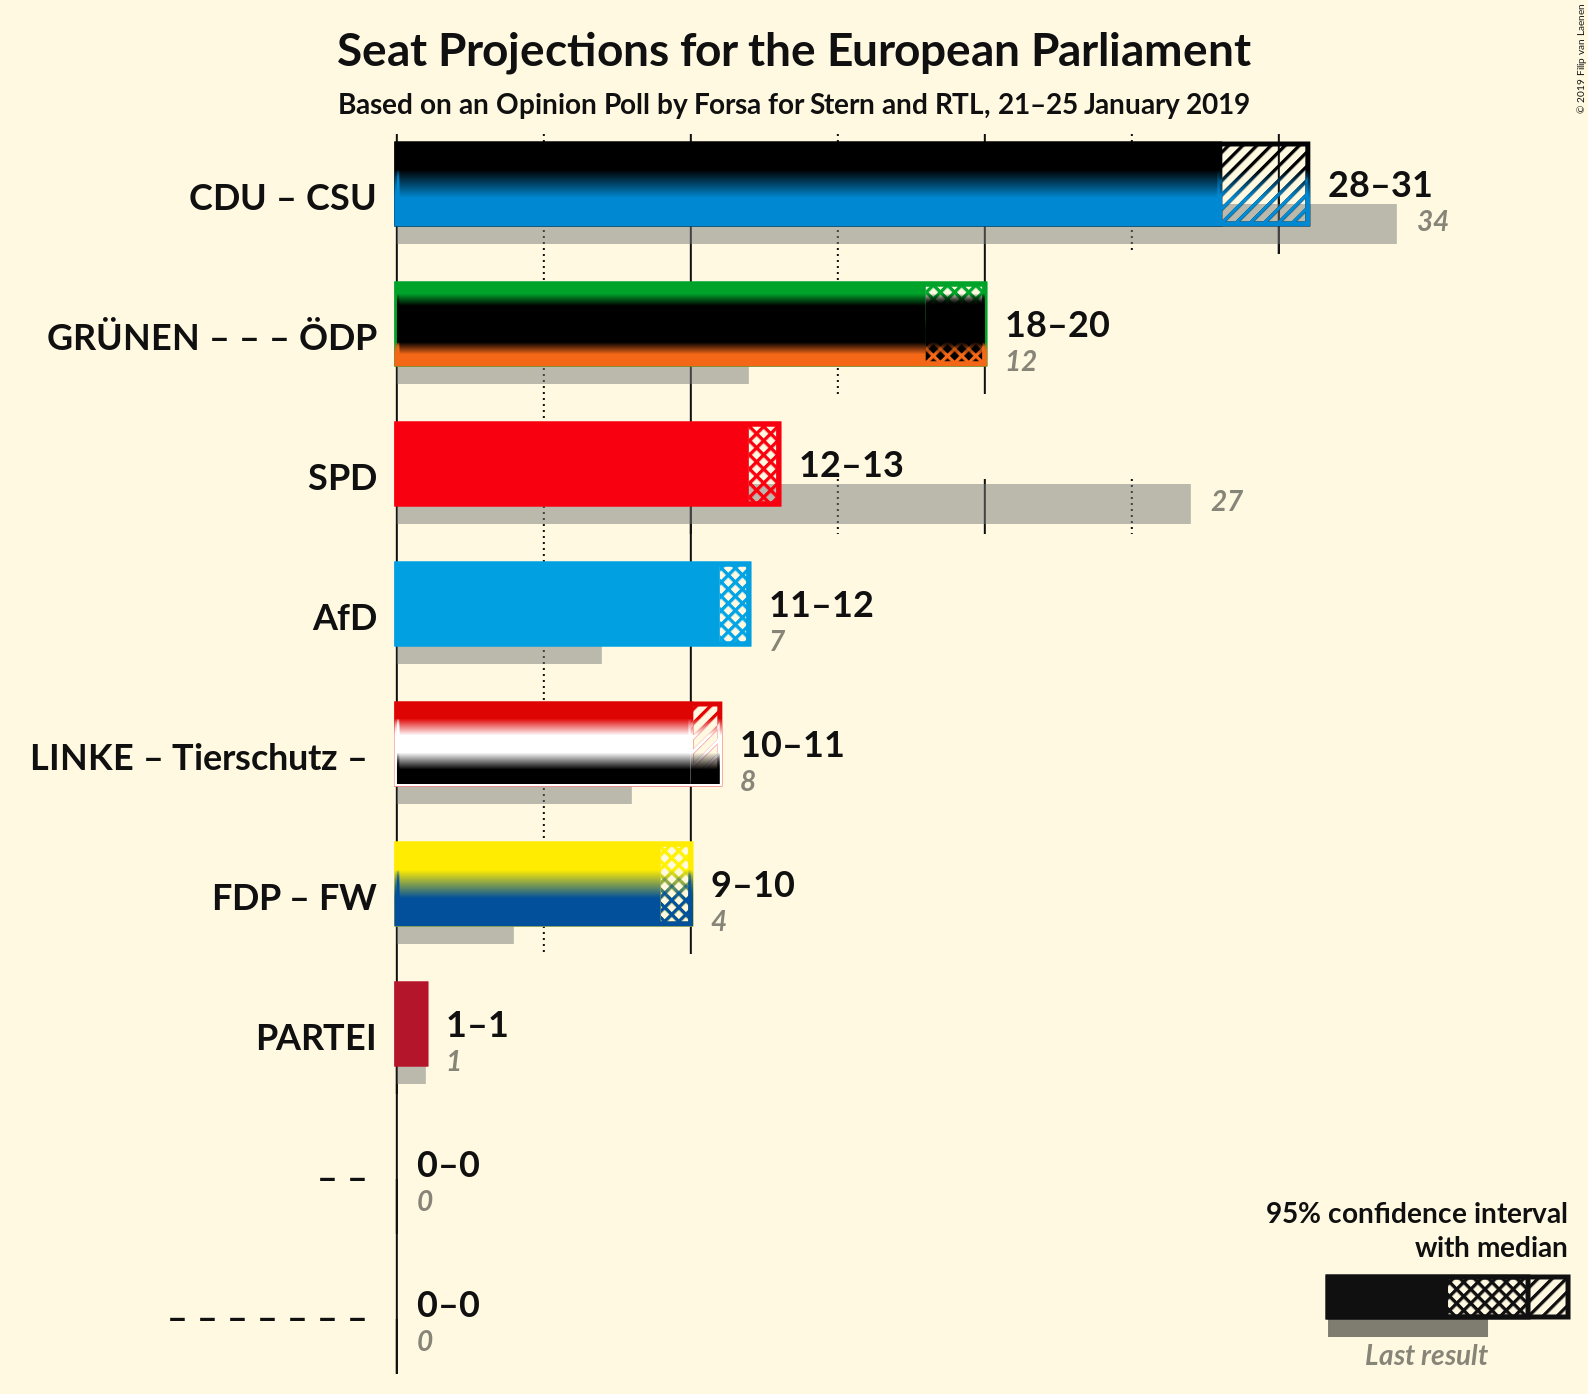 Seat Projections for the European Parliament
Based on an Opinion Poll by Forsa for Stern and RTL, 21–25 January 2019
© 2019 Filip van Laenen
CDU – CSU
28–31
34
GRÜNEN – – – ÖDP
18–20
12
SPD
12–13
27
AfD
11–12
7
LINKE – Tierschutz –
10–11
8
FDP – FW
9–10
4
PARTEI
1–1
1
– –
0–0
0
– – – – – – –
0–0
0
95% confidence interval
with median
Last result